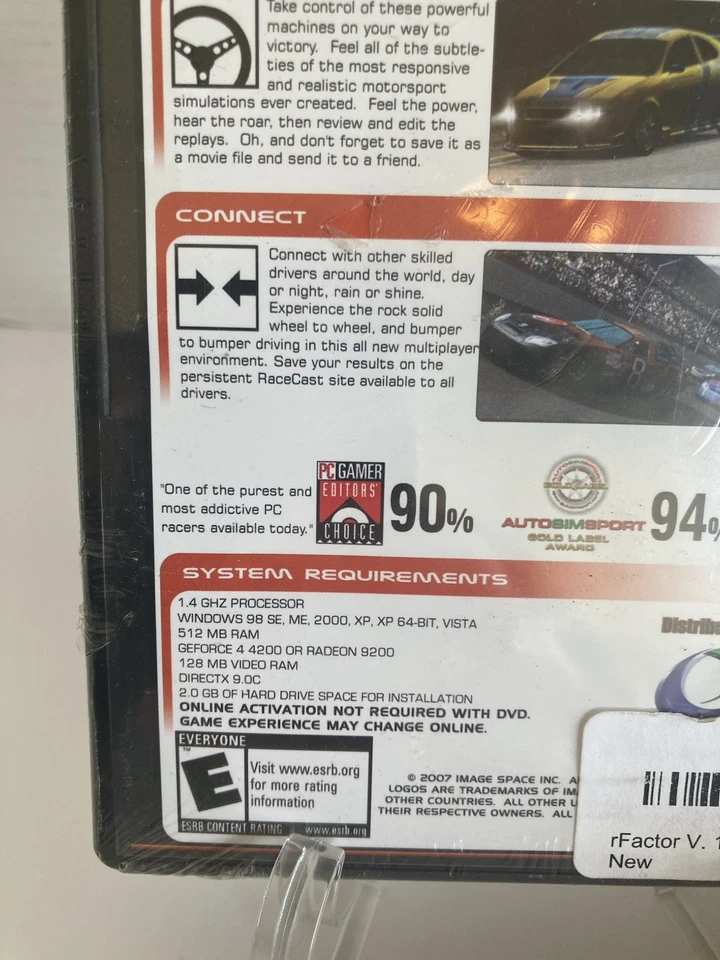 Take control of these powerful
machines on your way to
victory. Feel all of the subtle-
ties of the most responsive
and realistic motorsport
simulations ever created. Feel the power,
hear the roar, then review and edit the
replays. Oh, and don't forget to save it as
a movie file and send it to a friend.
CONNECT
Connect with other skilled
drivers around the world, day
or night, rain or shine.
Experience the rock solid
wheel to wheel, and bumper
to bumper driving in this all new multiplayer
environment. Save your results on the
persistent RaceCast site available to all
drivers.
"One of the purest and
most addictive PC
racers available today."
PC GAMER
EDITORS'
CHOICE
90%
AUTOSIMSPORT
GOLD LABEL
AWARD
94%
SYSTEM REQUIREMENTS
1.4 GHZ PROCESSOR
WINDOWS 98 SE, ME, 2000, XP, XP 64-BIT, VISTA
512 MB RAM
GEFORCE 4 4200 OR RADEON 9200
128 MB VIDEO RAM
DIRECTX 9.0C
2.0 GB OF HARD DRIVE SPACE FOR INSTALLATION
ONLINE ACTIVATION NOT REQUIRED WITH DVD.
GAME EXPERIENCE MAY CHANGE ONLINE.
Distribu
EVERYONE
E
TM
Visit www.esrb.org
for more rating
information
ESRB CONTENT RATING www.esrb.org
© 2007 IMAGE SPACE INC. A
LOGOS ARE TRADEMARKS OF IM
OTHER COUNTRIES. ALL OTHER
THEIR RESPECTIVE OWNERS. ALL
rFactor V. 1
New